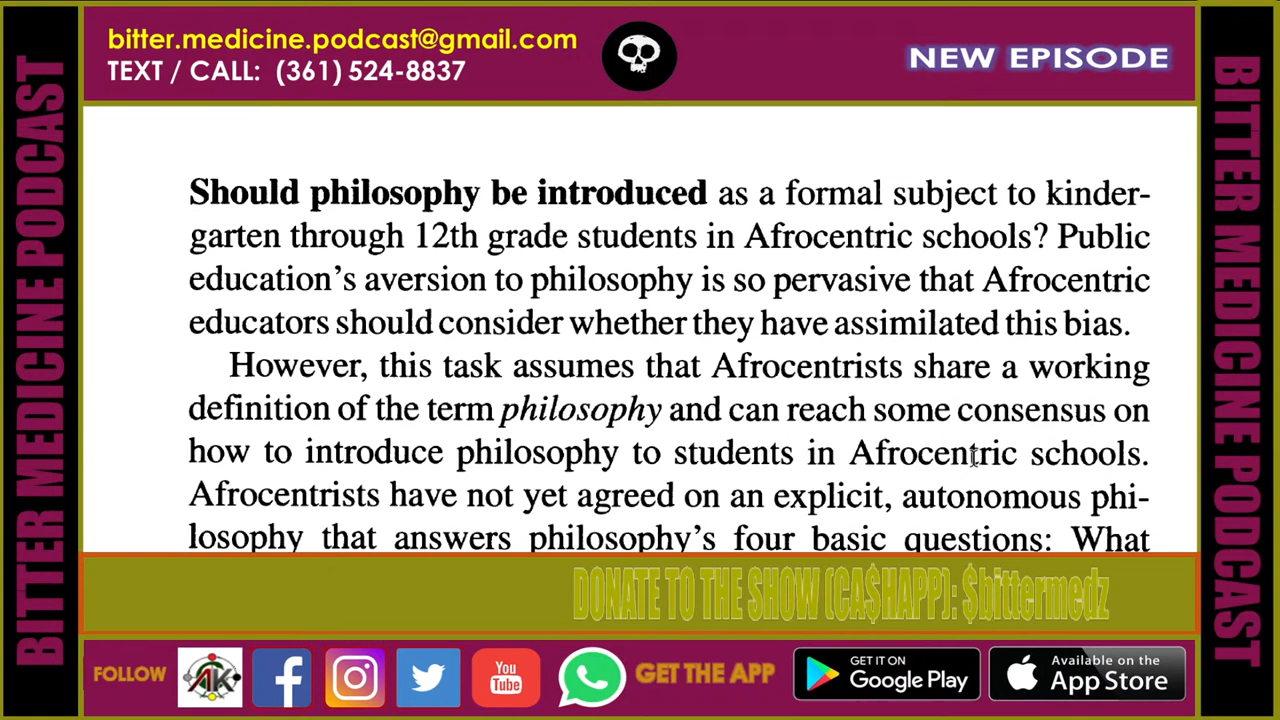 bitter.medicine.podcast@gmail.com
TEXT / CALL: (361) 524-8837
NEW EPISODE
BITTER MEDICINE PODCAST
Should philosophy be introduced as a formal subject to kinder-
garten through 12th grade students in Afrocentric schools? Public
education's aversion to philosophy is so pervasive that Afrocentric
educators should consider whether they have assimilated this bias.
However, this task assumes that Afrocentrists share a working
definition of the term philosophy and can reach some consensus on
how to introduce philosophy to students in Afrocentric schools.
Afrocentrists have not yet agreed on an explicit, autonomous phi-
losophy that answers philosophy's four basic questions: What
BITTER MEDICINE PODCAST
DONATE TO THE SHOW (CA$HAPP): $bittermedz
FOLLOW
You
Tube
GET THE APP
GET IT ON
Google Play
Available on the
App Store